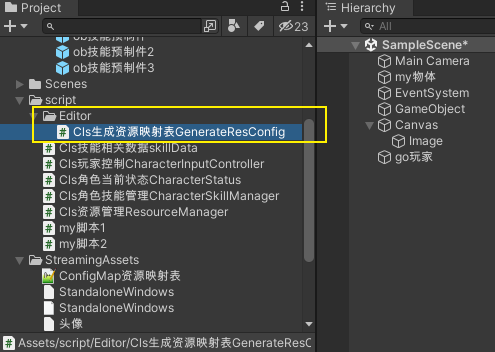 Project
23
ob技能预制件
ob技能预制件2
ob技能预制件3
Scenes
script
Editor
Cls生成资源映射表GenerateResConfig
Cls技能相关数据skillData
Cls玩家控制CharacterInputController
Cls角色当前状态CharacterStatus
Cls角色技能管理CharacterSkillManager
Cls资源管理ResourceManager
my脚本1
my脚本2
StreamingAssets
ConfigMap资源映射表
StandaloneWindows
StandaloneWindows
头像
Assets/script/Editor/Cls生成资源映射表GenerateResC
Hierarchy
All
SampleScene*
Main Camera
my物体
EventSystem
GameObject
Canvas
Image
go玩家